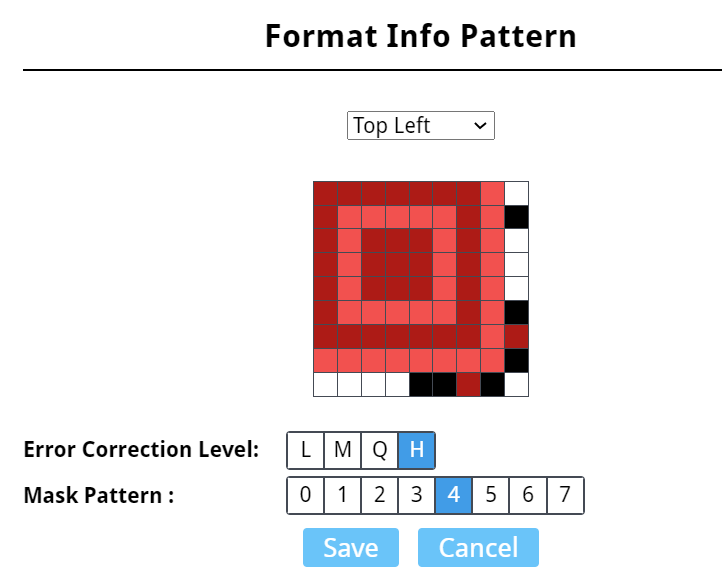 Format Info Pattern
Top Left
Error Correction Level: L M Q H
Mask Pattern : 0 1 2 3 4 5 6 7
Save Cancel